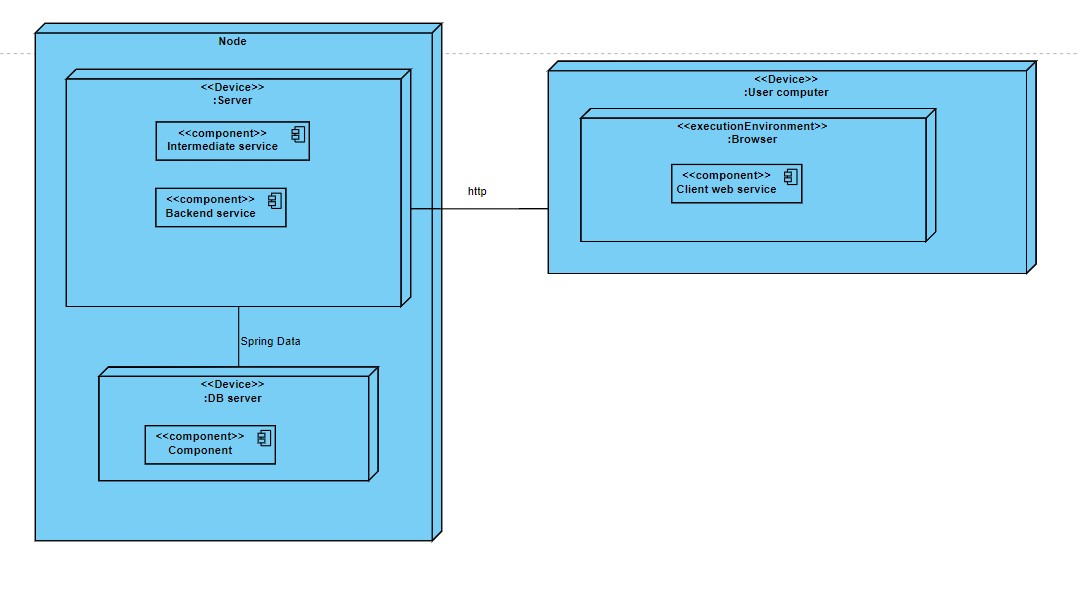 Node
<<Device>>
:Server
<<component>>
Intermediate service
<<component>>
Backend service
Spring Data
<<Device>>
:DB server
<<component>>
Component
http
<<Device>>
:User computer
<<executionEnvironment>>
:Browser
<<component>>
Client web service